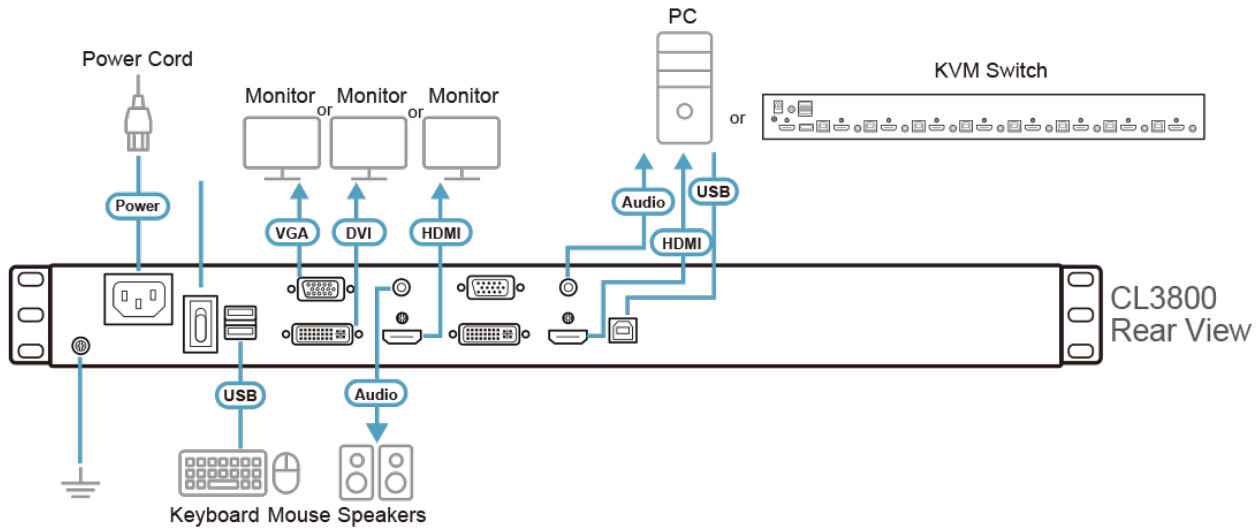 PC
Power Cord
KVM Switch
Monitor or Monitor or Monitor
or
Power
Audio
USB
VGA
DVI
HDMI
HDMI
CL3800
Rear View
USB
Audio
Keyboard Mouse Speakers